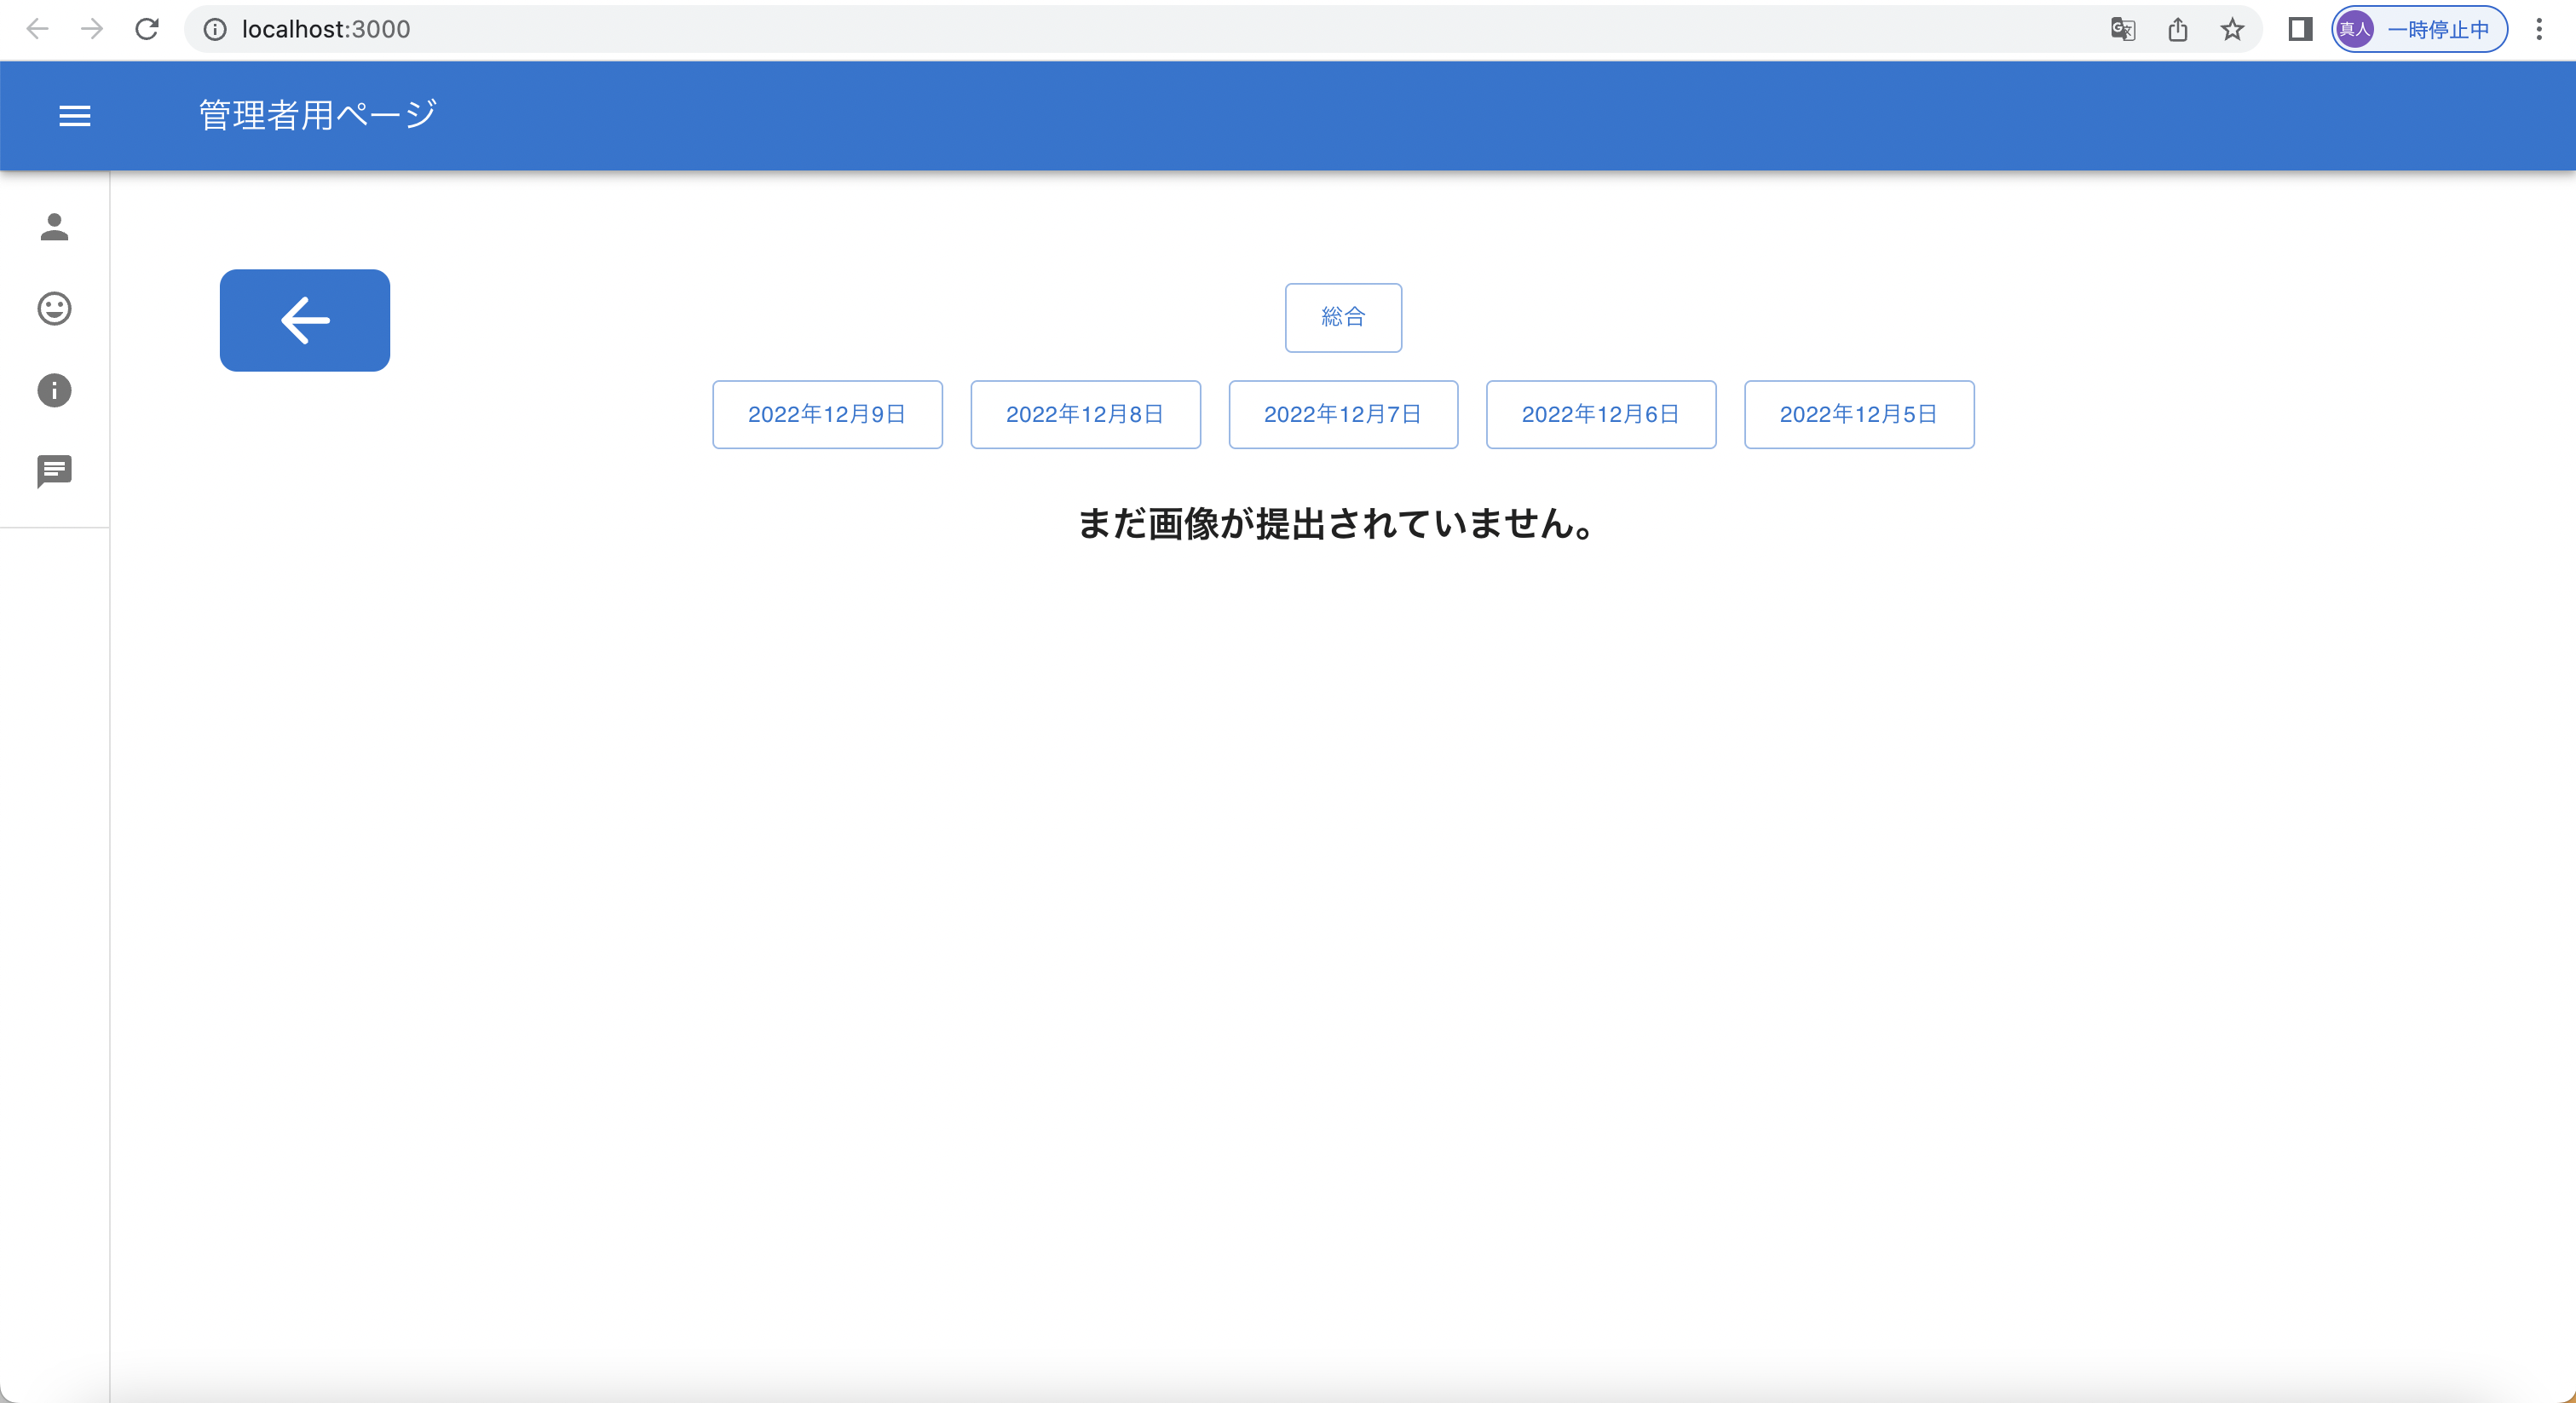 localhost:3000
真人 一時停止中
管理者用ページ
総合
2022年12月9日 2022年12月8日 2022年12月7日 2022年12月6日 2022年12月5日
まだ画像が提出されていません。